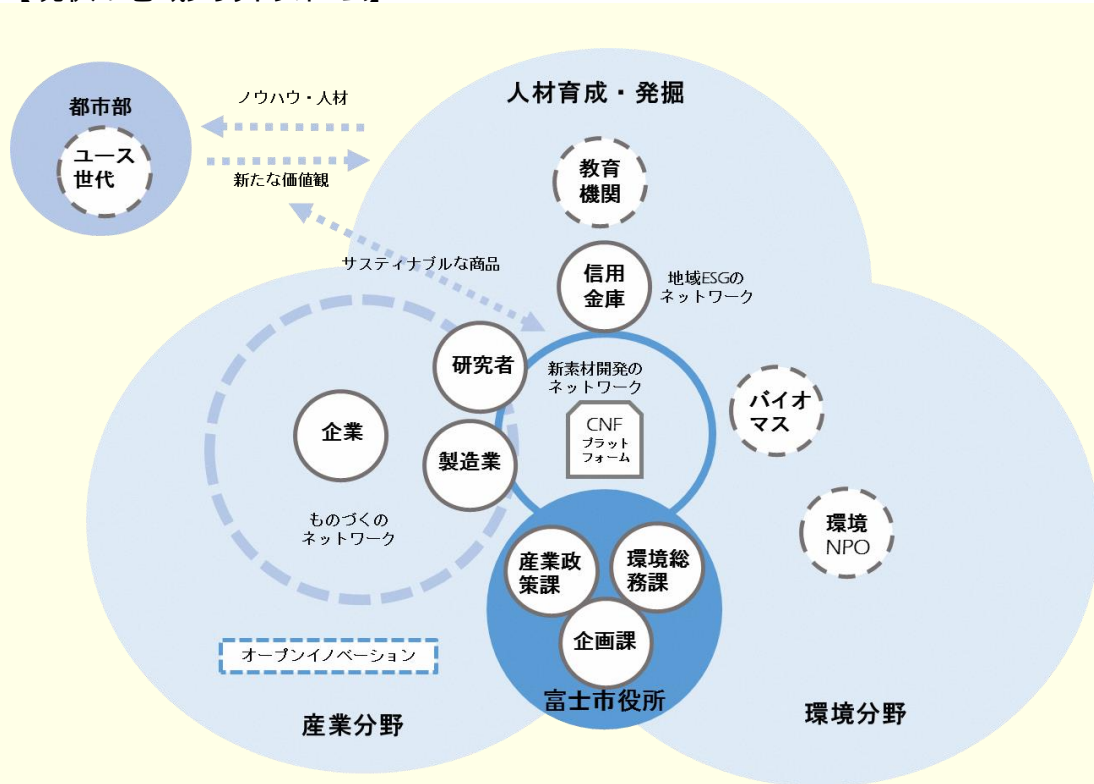 都市部
ユース
世代
ノウハウ・人材
新たな価値観
サスティナブルな商品
人材育成・発掘
教育
機関
信用
金庫
地域ESGの
ネットワーク
研究者
新素材開発の
ネットワーク
CNF
プラット
フォーム
バイオ
マス
企業
製造業
ものづくの
ネットワーク
環境
NPO
産業政
策課
環境総
務課
企画課
オープンイノベーション
富士市役所
産業分野
環境分野